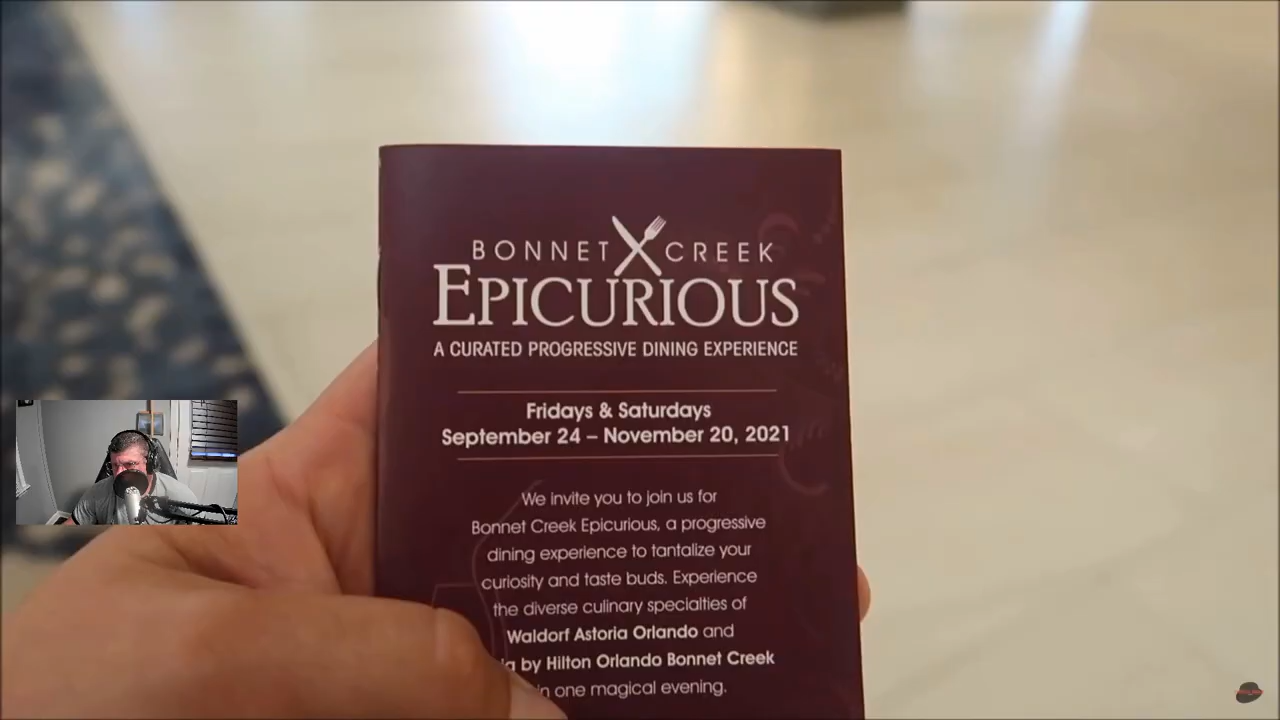 BONNET CREEK
EPICURIOUS
A CURATED PROGRESSIVE DINING EXPERIENCE
Fridays & Saturdays
September 24 – November 20, 2021
We invite you to join us for
Bonnet Creek Epicurious, a progressive
dining experience to tantalize your
curiosity and taste buds. Experience
the diverse culinary specialties of
Waldorf Astoria Orlando and
by Hilton Orlando Bonnet Creek
in one magical evening.